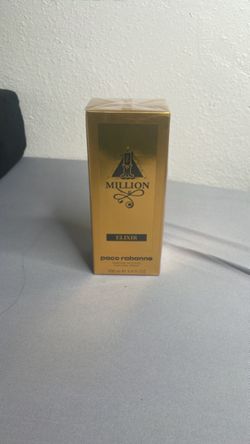 1
MILLION
ELIXIR
paco rabanne